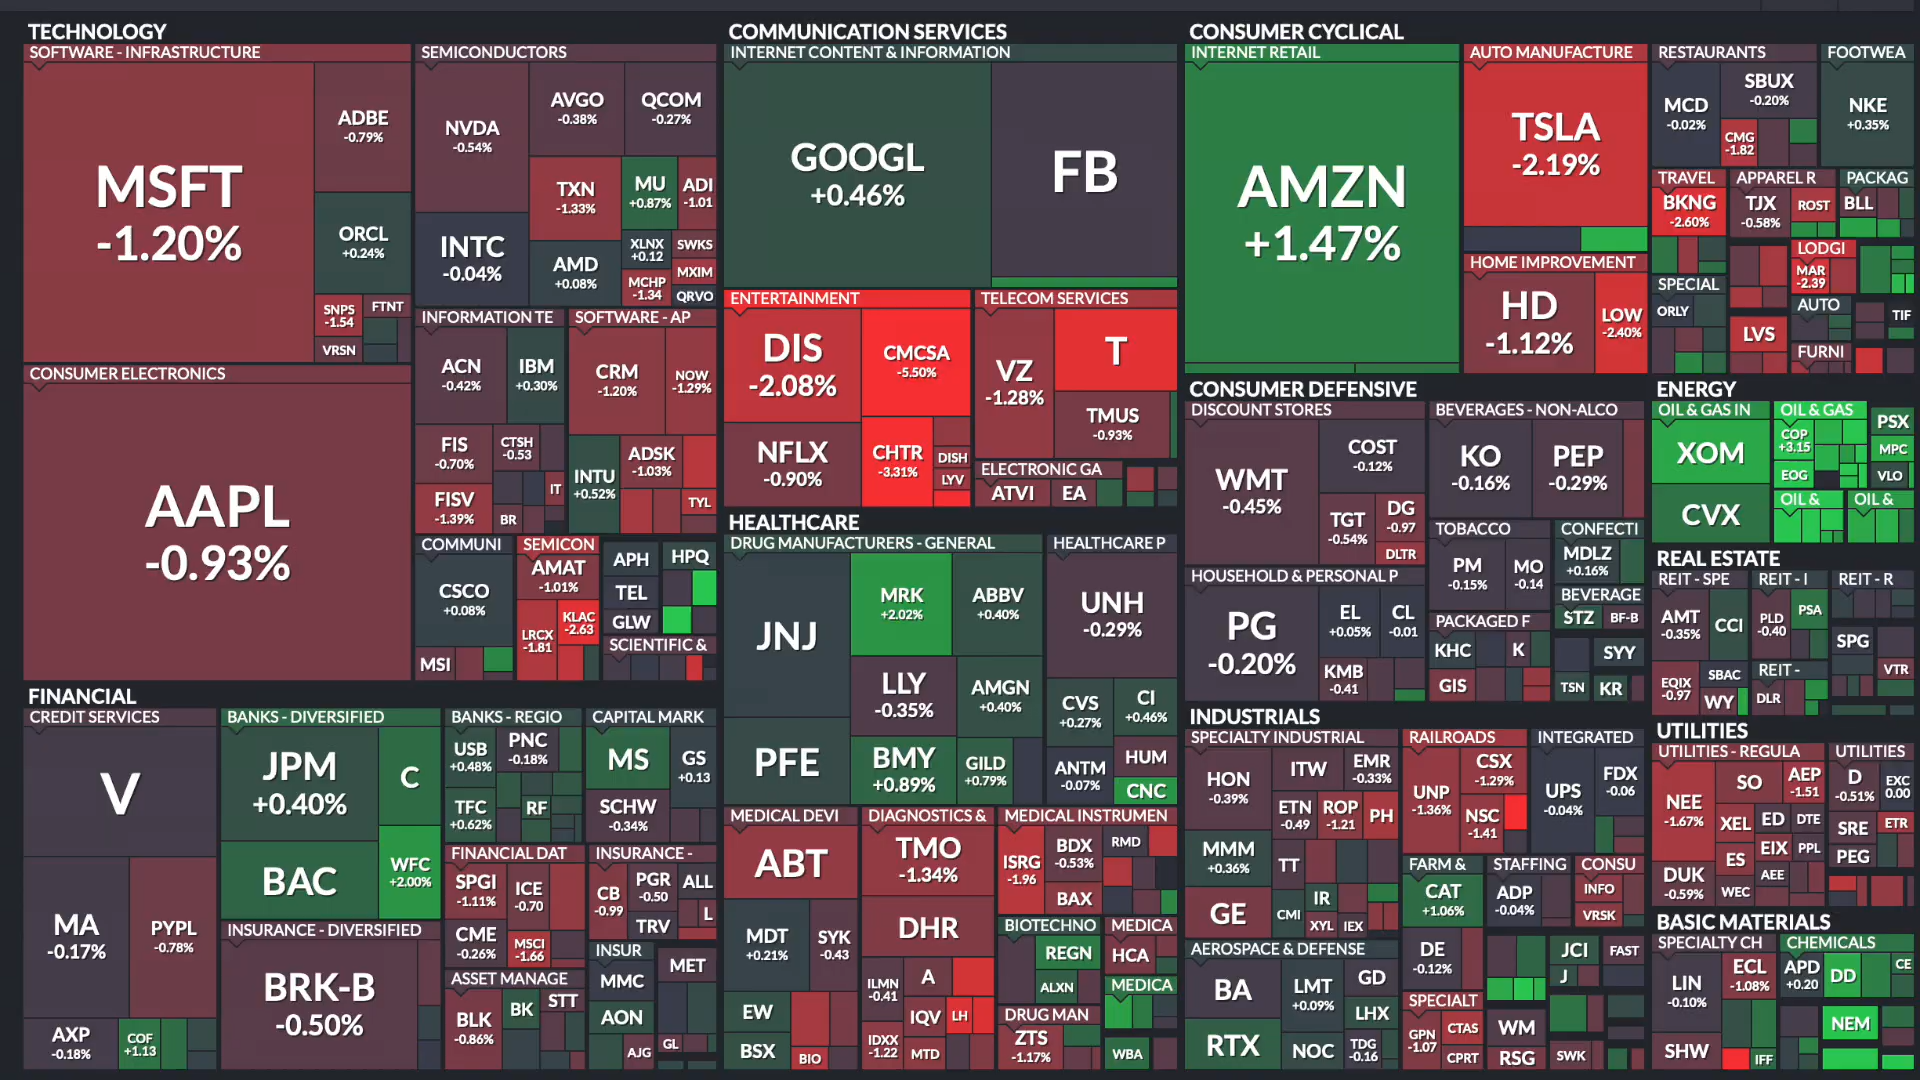 TECHNOLOGY
SOFTWARE - INFRASTRUCTURE
MSFT
-1.20%
ADBE
-0.79%
ORCL
+0.24%
SNPS
-1.54
FTNT
VRSN
CONSUMER ELECTRONICS
AAPL
-0.93%
SEMICONDUCTORS
NVDA
-0.54%
AVGO
-0.38%
QCOM
-0.27%
TXN
-1.33%
MU
+0.87%
ADI
-1.01
INTC
-0.04%
AMD
+0.08%
XLNX
+0.12
SWKS
MCHP
-1.34
MXIM
QRVO
INFORMATION TE
ACN
-0.42%
IBM
+0.30%
FIS
-0.70%
CTSH
-0.53
FISV
-1.39%
IT
BR
SOFTWARE - AP
CRM
-1.20%
NOW
-1.29%
INTU
+0.52%
ADSK
-1.03%
TYL
COMMUNI
CSCO
+0.08%
MSI
SEMICON
AMAT
-1.01%
LRCX
-1.81
KLAC
-2.63
APH
HPQ
TEL
GLW
SCIENTIFIC &
FINANCIAL
CREDIT SERVICES
V
MA
-0.17%
PYPL
-0.78%
AXP
-0.18%
COF
+1.13
BANKS - DIVERSIFIED
JPM
+0.40%
C
BAC
WFC
+2.00%
INSURANCE - DIVERSIFIED
BRK-B
-0.50%
BANKS - REGIO
USB
+0.48%
PNC
-0.18%
TFC
+0.62%
RF
CAPITAL MARK
MS
GS
+0.13
SCHW
-0.34%
FINANCIAL DAT
SPGI
-1.11%
ICE
-0.70
CME
-0.26%
MSCI
-1.66
INSURANCE -
CB
-0.99
PGR
-0.50
ALL
TRV
L
ASSET MANAGE
BLK
-0.86%
BK
STT
INSUR
MMC
AON
AJG
MET
GL
COMMUNICATION SERVICES
INTERNET CONTENT & INFORMATION
GOOGL
+0.46%
FB
ENTERTAINMENT
DIS
-2.08%
CMCSA
-5.50%
NFLX
-0.90%
CHTR
-3.31%
DISH
LYV
TELECOM SERVICES
VZ
-1.28%
T
TMUS
-0.93%
ELECTRONIC GA
ATVI
EA
HEALTHCARE
DRUG MANUFACTURERS - GENERAL
JNJ
MRK
+2.02%
ABBV
+0.40%
PFE
LLY
-0.35%
AMGN
+0.40%
BMY
+0.89%
GILD
+0.79%
HEALTHCARE P
UNH
-0.29%
CVS
+0.27%
CI
+0.46%
ANTM
-0.07%
HUM
CNC
MEDICAL DEVI
ABT
MDT
+0.21%
SYK
-0.43
EW
BSX
BIO
DIAGNOSTICS &
TMO
-1.34%
DHR
ILMN
-0.41
A
IQV
LH
IDXX
-1.22
MTD
MEDICAL INSTRUMEN
ISRG
-1.96
BDX
-0.53%
RMD
BAX
BIOTECHNO
REGN
ALXN
MEDICA
HCA
MEDICA
DRUG MAN
ZTS
-1.17%
WBA
CONSUMER CYCLICAL
INTERNET RETAIL
AMZN
+1.47%
AUTO MANUFACTURE
TSLA
-2.19%
HOME IMPROVEMENT
HD
-1.12%
LOW
-2.40%
RESTAURANTS
MCD
-0.02%
SBUX
-0.20%
CMG
-1.82
FOOTWEA
NKE
+0.35%
TRAVEL
BKNG
-2.60%
APPAREL R
TJX
-0.58%
ROST
PACKAG
BLL
SPECIAL
ORLY
LVS
LODGI
MAR
-2.39
AUTO
TIF
FURNI
CONSUMER DEFENSIVE
DISCOUNT STORES
WMT
-0.45%
COST
-0.12%
TGT
-0.54%
DG
-0.97
DLTR
BEVERAGES - NON-ALCO
KO
-0.16%
PEP
-0.29%
HOUSEHOLD & PERSONAL P
PG
-0.20%
EL
+0.05%
CL
-0.01
KMB
-0.41
TOBACCO
PM
-0.15%
MO
-0.14
CONFECTI
MDLZ
+0.16%
BEVERAGE
STZ
BF-B
PACKAGED F
KHC
K
GIS
SYY
TSN
KR
ENERGY
OIL & GAS IN
XOM
CVX
OIL & GAS
COP
+3.15
EOG
PSX
MPC
VLO
OIL &
OIL &
REAL ESTATE
REIT - SPE
AMT
-0.35%
CCI
EQIX
-0.97
SBAC
WY
REIT - I
PLD
-0.40
PSA
REIT -
DLR
REIT - R
SPG
VTR
INDUSTRIALS
SPECIALTY INDUSTRIAL
HON
-0.39%
ITW
EMR
-0.33%
ETN
-0.49
ROP
-1.21
PH
MMM
+0.36%
TT
GE
CMI
IR
XYL
IEX
RAILROADS
UNP
-1.36%
CSX
-1.29%
NSC
-1.41
INTEGRATED
UPS
-0.04%
FDX
-0.06
FARM &
CAT
+1.06%
DE
-0.12%
STAFFING
ADP
-0.04%
CONSU
INFO
VRSK
AEROSPACE & DEFENSE
BA
LMT
+0.09%
GD
LHX
RTX
NOC
TDG
-0.16
SPECIALT
GPN
-1.07
CTAS
CPRT
WM
RSG
JCI
FAST
J
SWK
UTILITIES
UTILITIES - REGULA
NEE
-1.67%
SO
AEP
-1.51
XEL
ED
DTE
ES
EIX
PPL
DUK
-0.59%
WEC
AEE
UTILITIES
D
-0.51%
EXC
0.00
SRE
ETR
PEG
BASIC MATERIALS
SPECIALTY CH
LIN
-0.10%
ECL
-1.08%
SHW
IFF
CHEMICALS
APD
+0.20
DD
CE
NEM